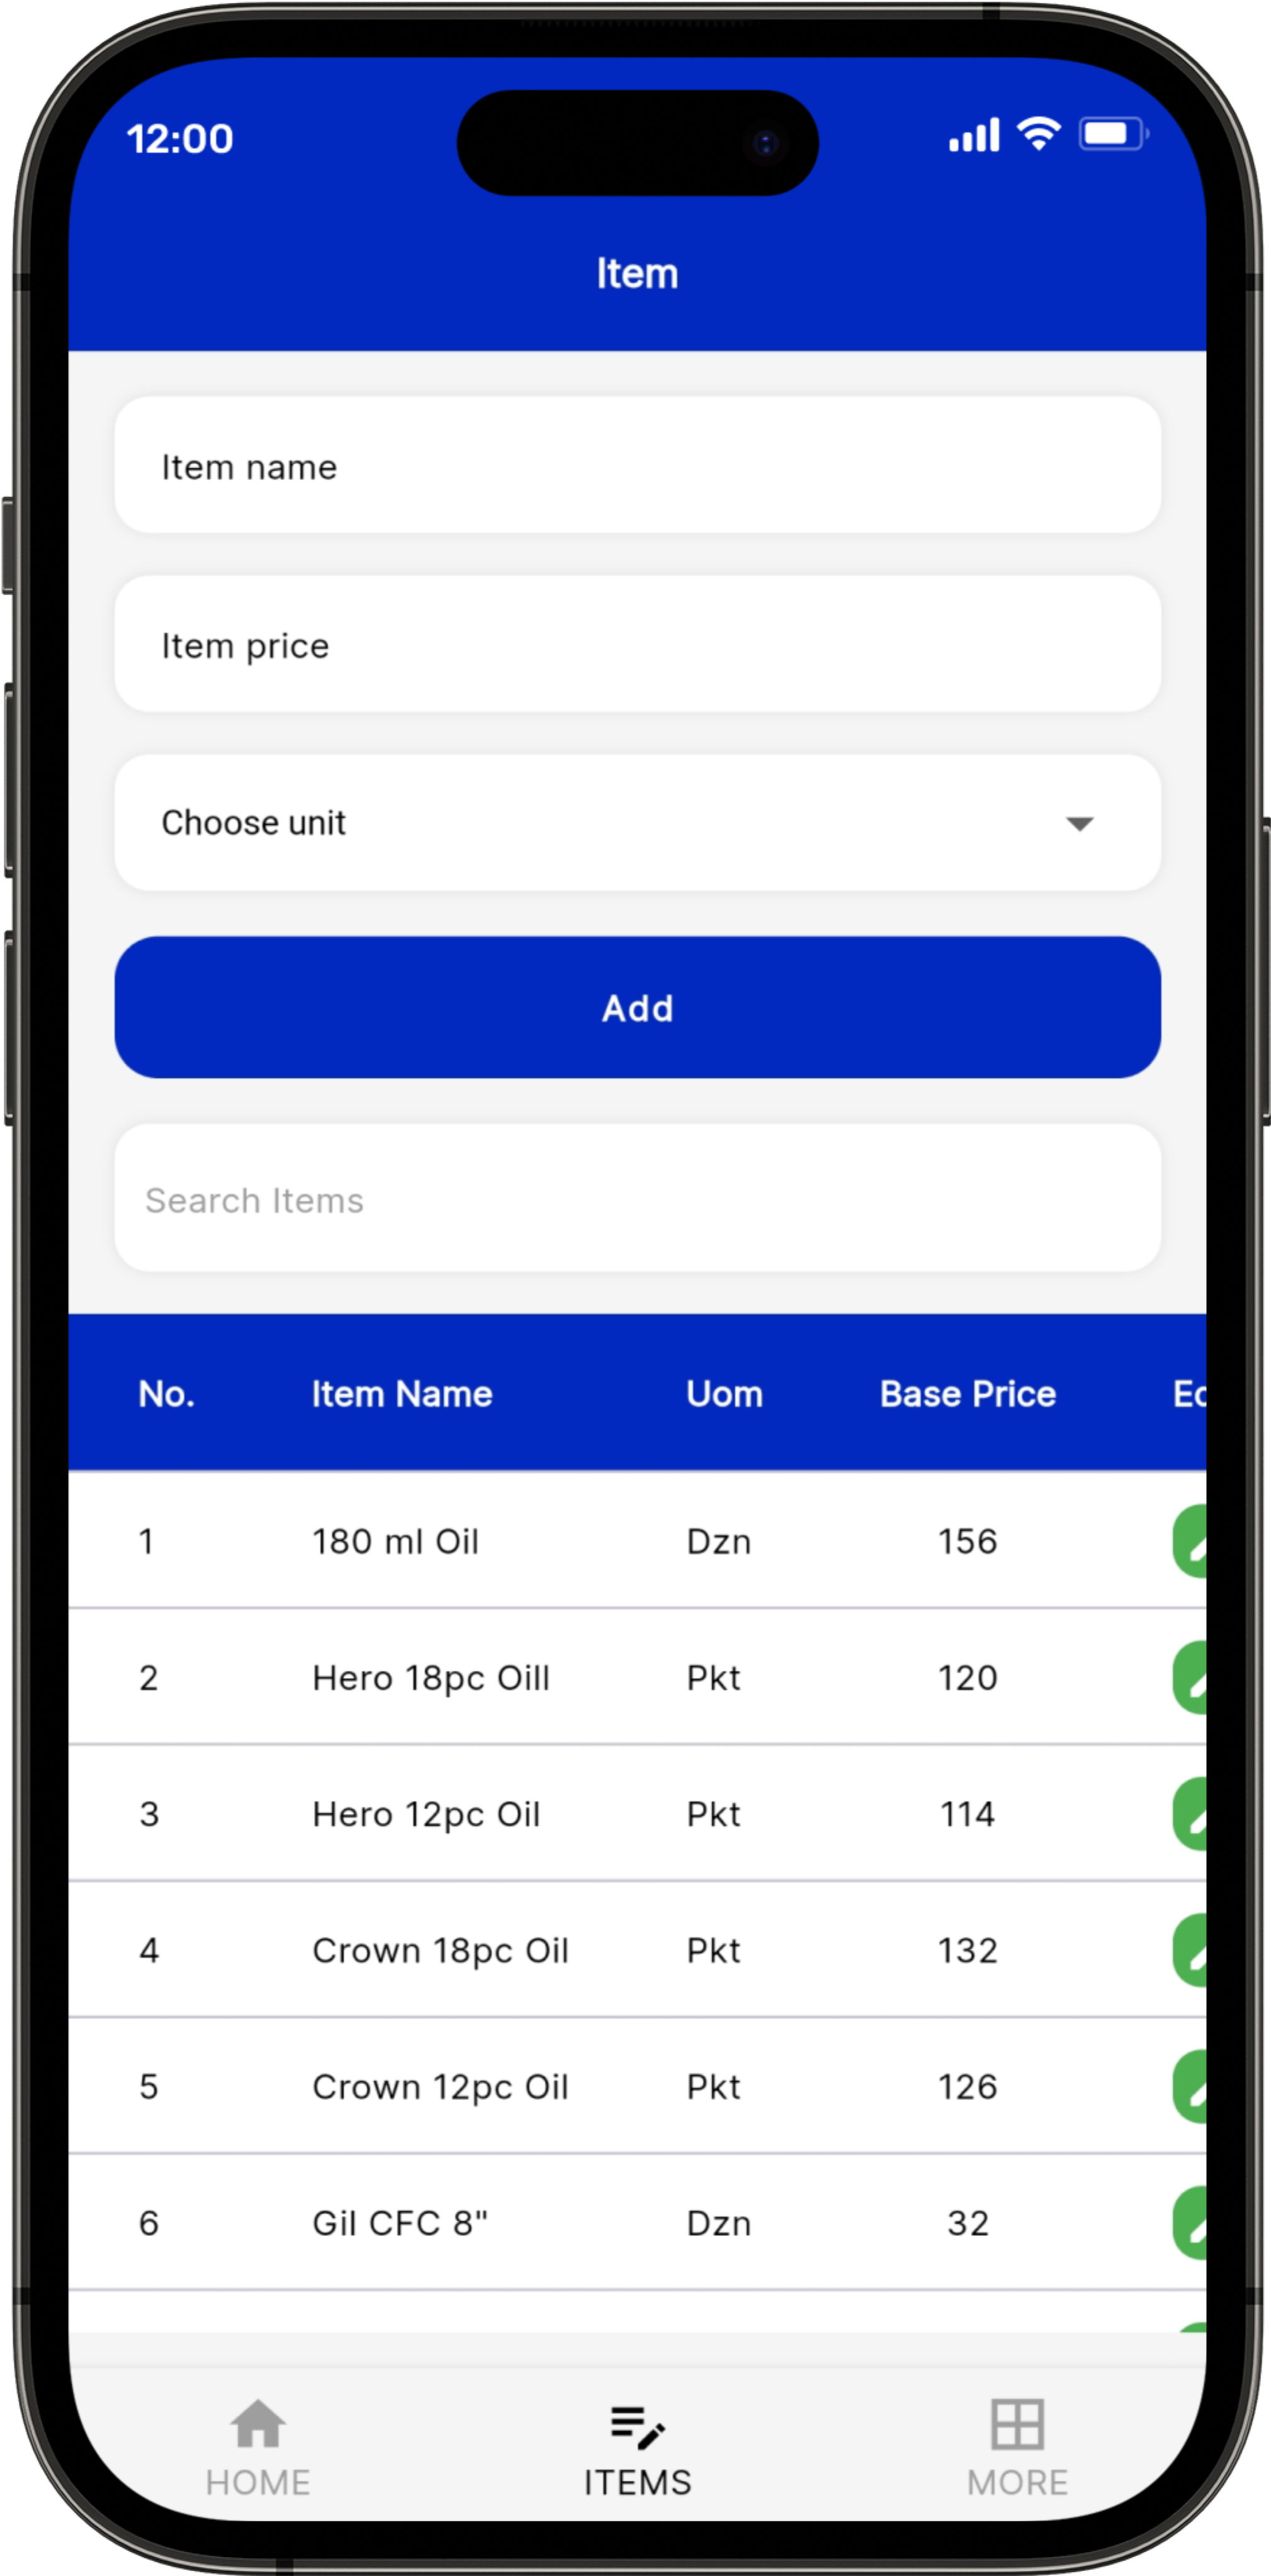 12:00
Item
Item name
Item price
Choose unit
Add
Search Items
No. Item Name Uom Base Price
1 180 ml Oil Dzn 156
2 Hero 18pc Oill Pkt 120
3 Hero 12pc Oil Pkt 114
4 Crown 18pc Oil Pkt 132
5 Crown 12pc Oil Pkt 126
6 Gil CFC 8" Dzn 32
HOME ITEMS MORE